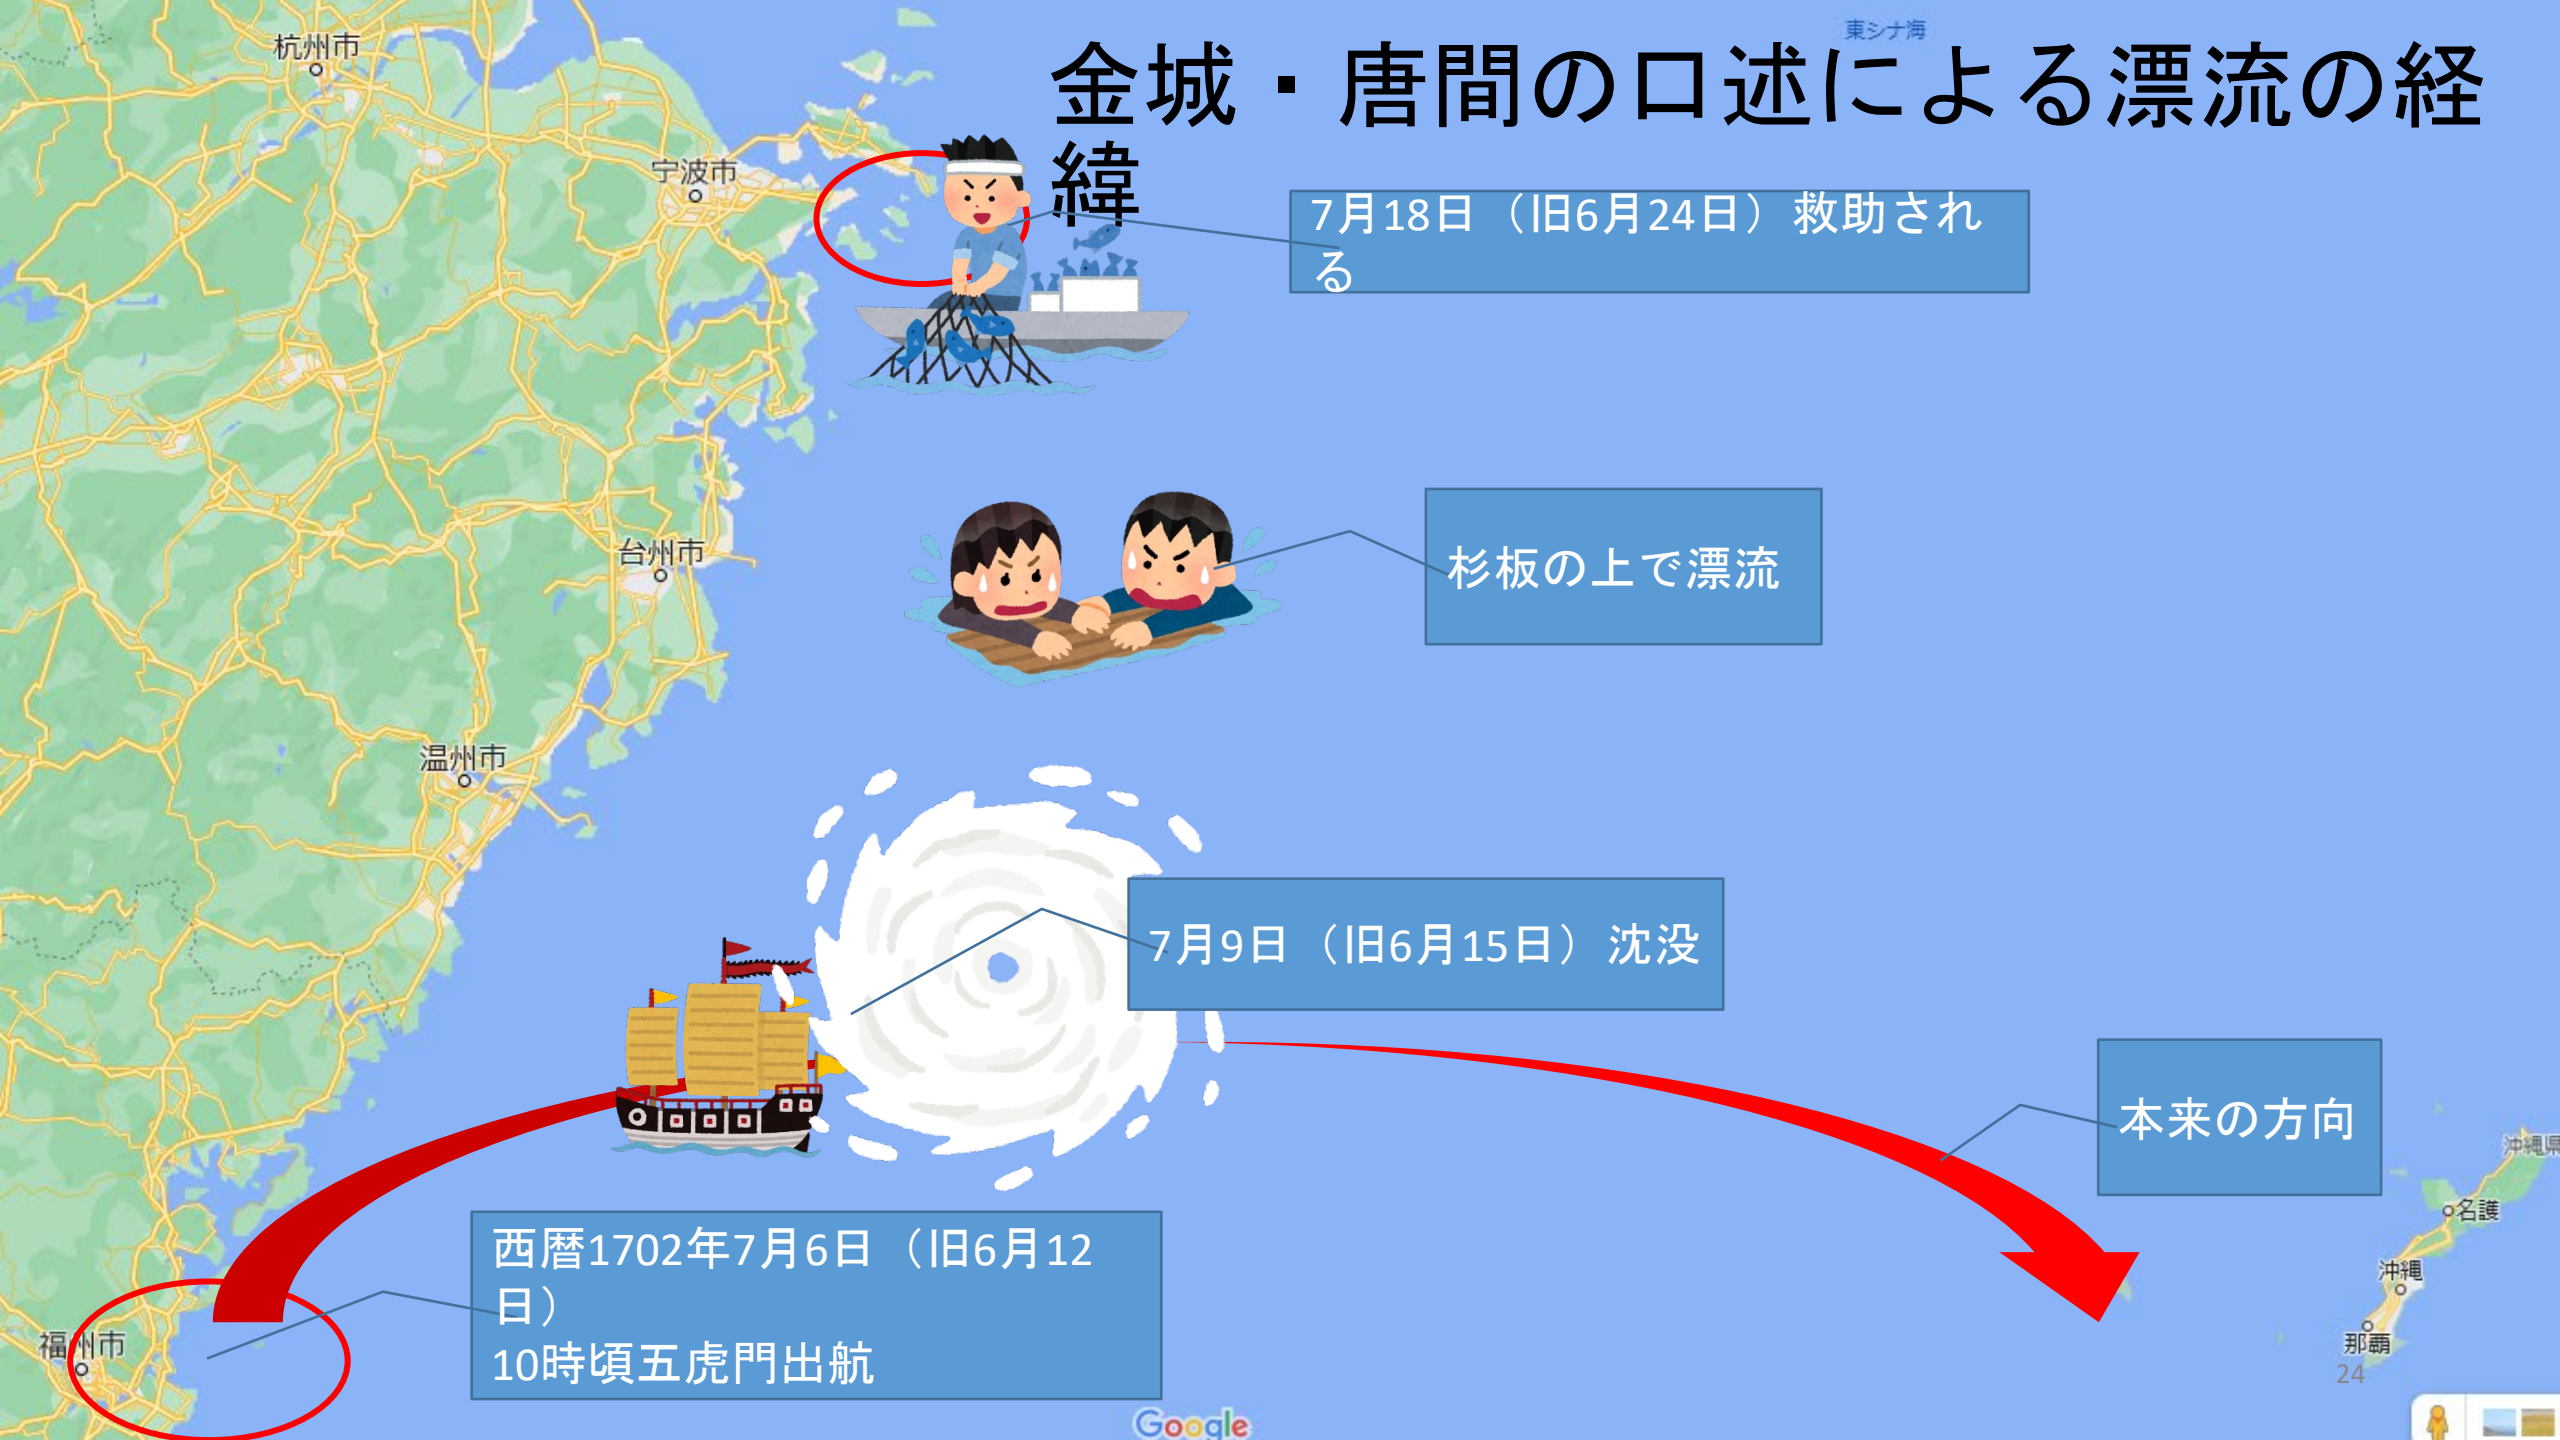 東シナ海
金城・唐間の口述による漂流の経
緯
杭州市
宁波市
7月18日（旧6月24日）救助され
る
台州市
杉板の上で漂流
温州市
7月9日（旧6月15日）沈没
本来の方向
沖縄県
名護
西暦1702年7月6日（旧6月12
日）
10時頃五虎門出航
沖縄
福州市
那覇
24
Google